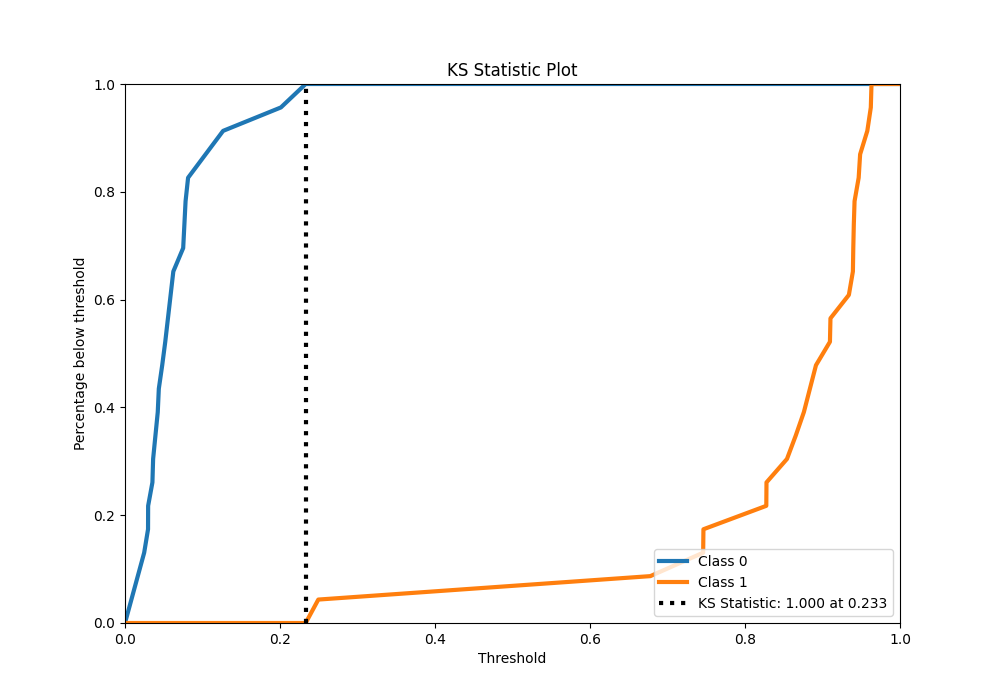 KS Statistic Plot
1.0
0.8
0.6
0.4
0.2
0.0
Percentage below threshold
0.0 0.2 0.4 0.6 0.8 1.0
Threshold
Class 0
Class 1
KS Statistic: 1.000 at 0.233